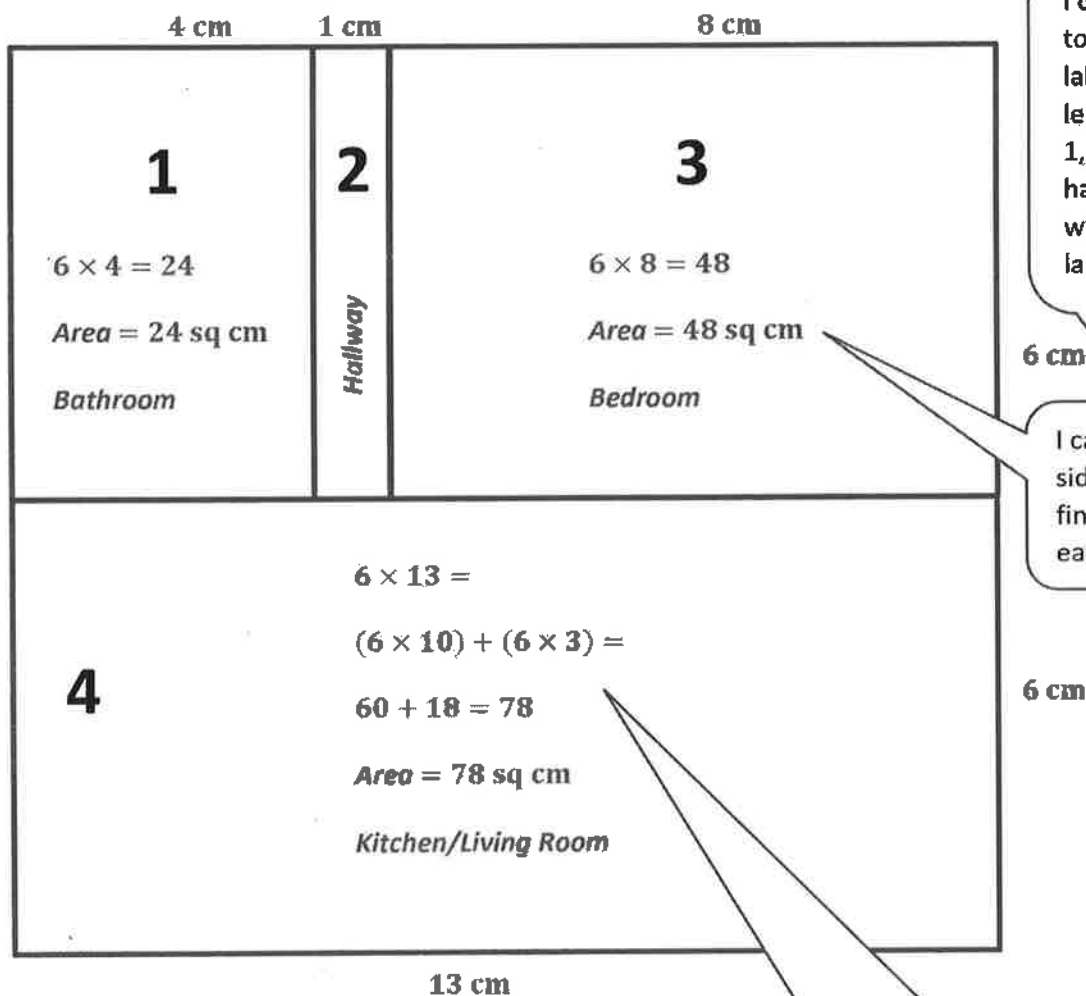 4 cm 1 cm 8 cm
1
6 × 4 = 24
Area = 24 sq cm
Bathroom
2
Hallway
3
6 × 8 = 48
Area = 48 sq cm
Bedroom
6 cm
4
6 × 13 =
(6 × 10) + (6 × 3) =
60 + 18 = 78
Area = 78 sq cm
Kitchen/Living Room
6 cm
13 cm
to
1,
I